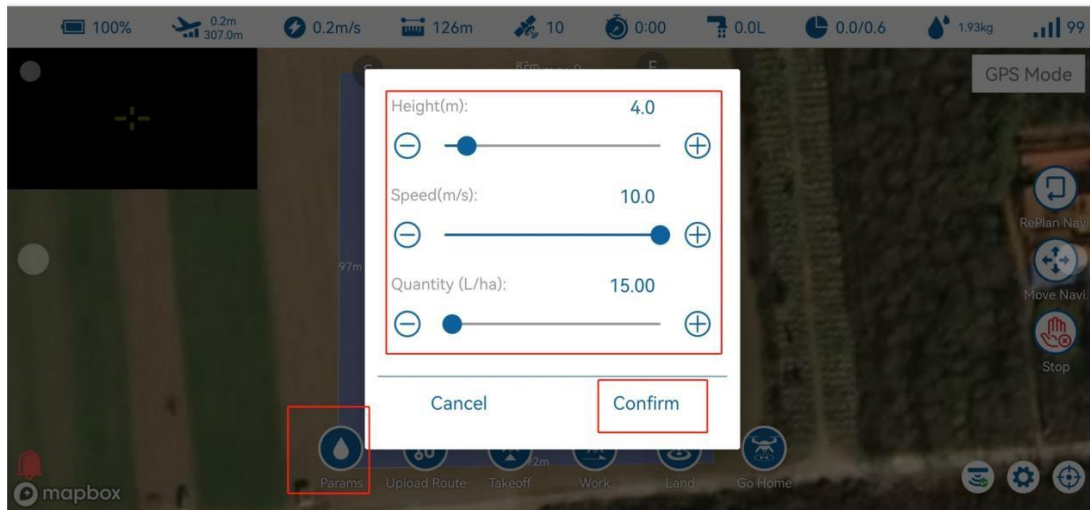 100%
0.2m
307.0m
0.2m/s
126m
10
0:00
0.0L
0.0/0.6
1.93kg
99
GPS Mode
Height(m):
4.0
Speed(m/s):
10.0
97m
Quantity (L/ha):
15.00
Cancel
Confirm
RePlan Navi.
Move Navi.
Stop
92m
Params
Upload Route
Takeoff
Work
Land
Go Home
mapbox